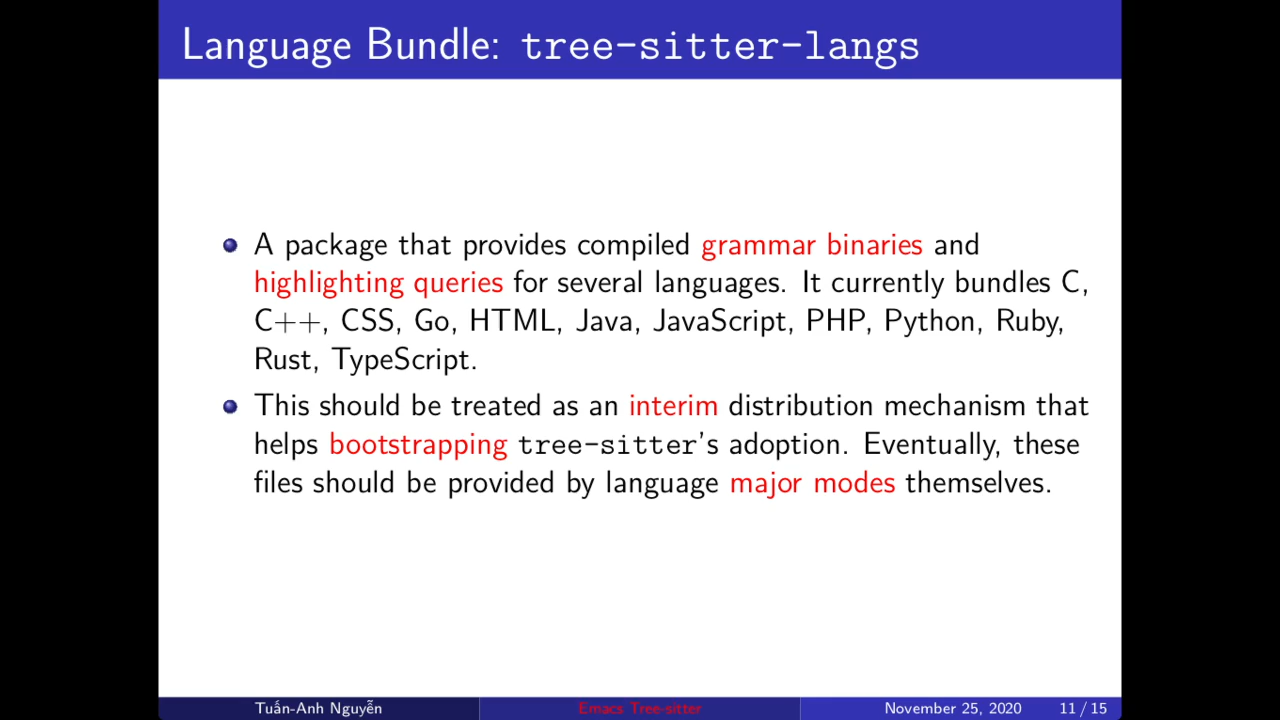 Language Bundle: tree-sitter-langs
A package that provides compiled grammar binaries and
highlighting queries for several languages. It currently bundles C,
C++, CSS, Go, HTML, Java, JavaScript, PHP, Python, Ruby,
Rust, TypeScript.
This should be treated as an interim distribution mechanism that
helps bootstrapping tree-sitter's adoption. Eventually, these
files should be provided by language major modes themselves.
Tuấn-Anh Nguyễn
Emacs Tree-sitter
November 25, 2020
11 / 15